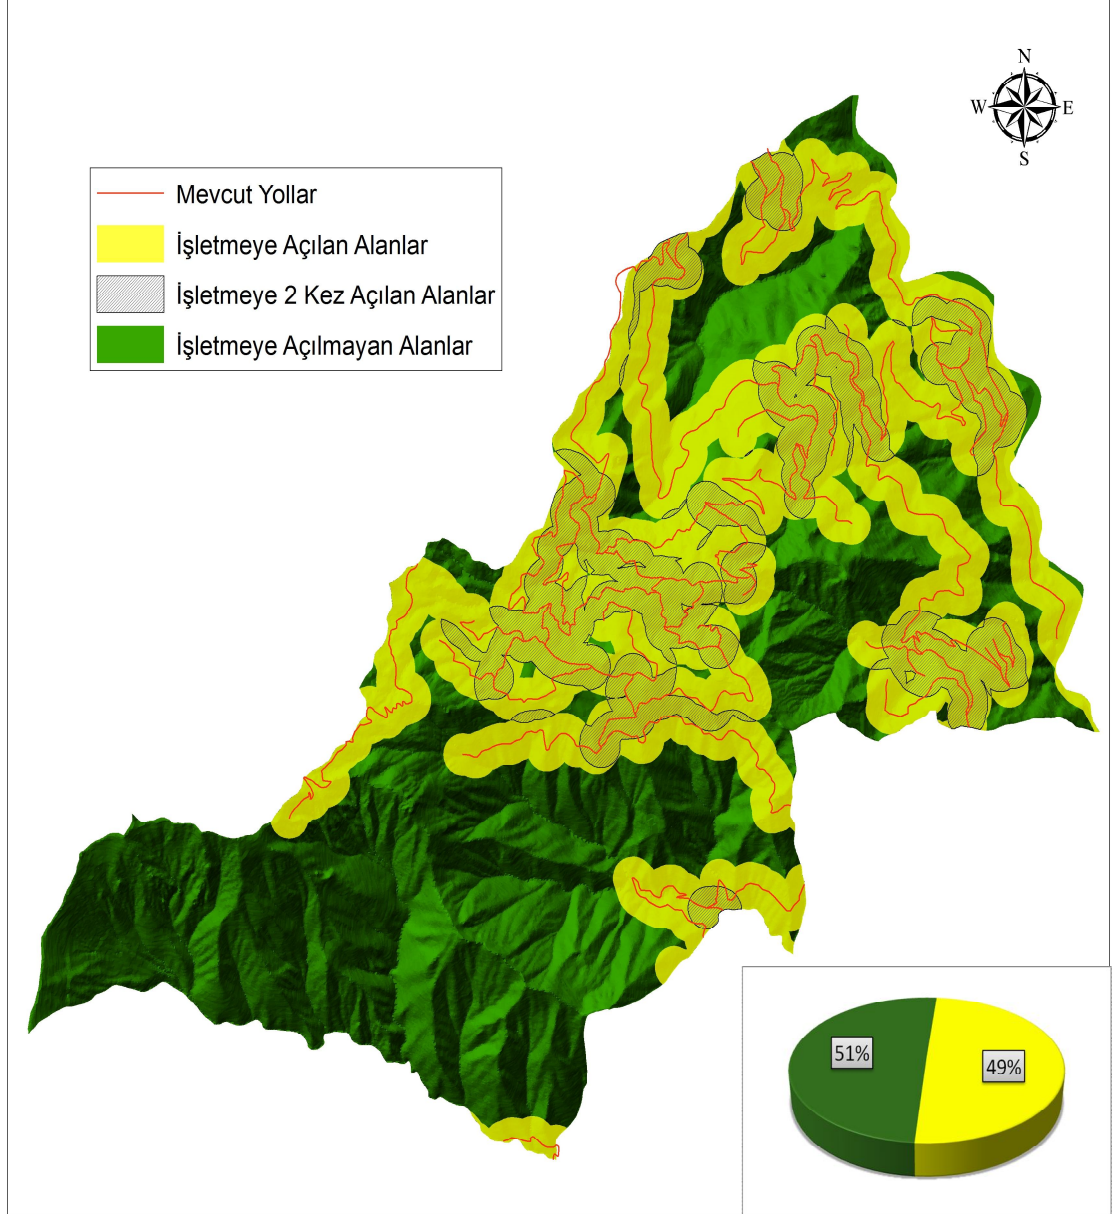 N
W E
S
Mevcut Yollar
İşletmeye Açılan Alanlar
İşletmeye 2 Kez Açılan Alanlar
İşletmeye Açılmayan Alanlar
51%
49%